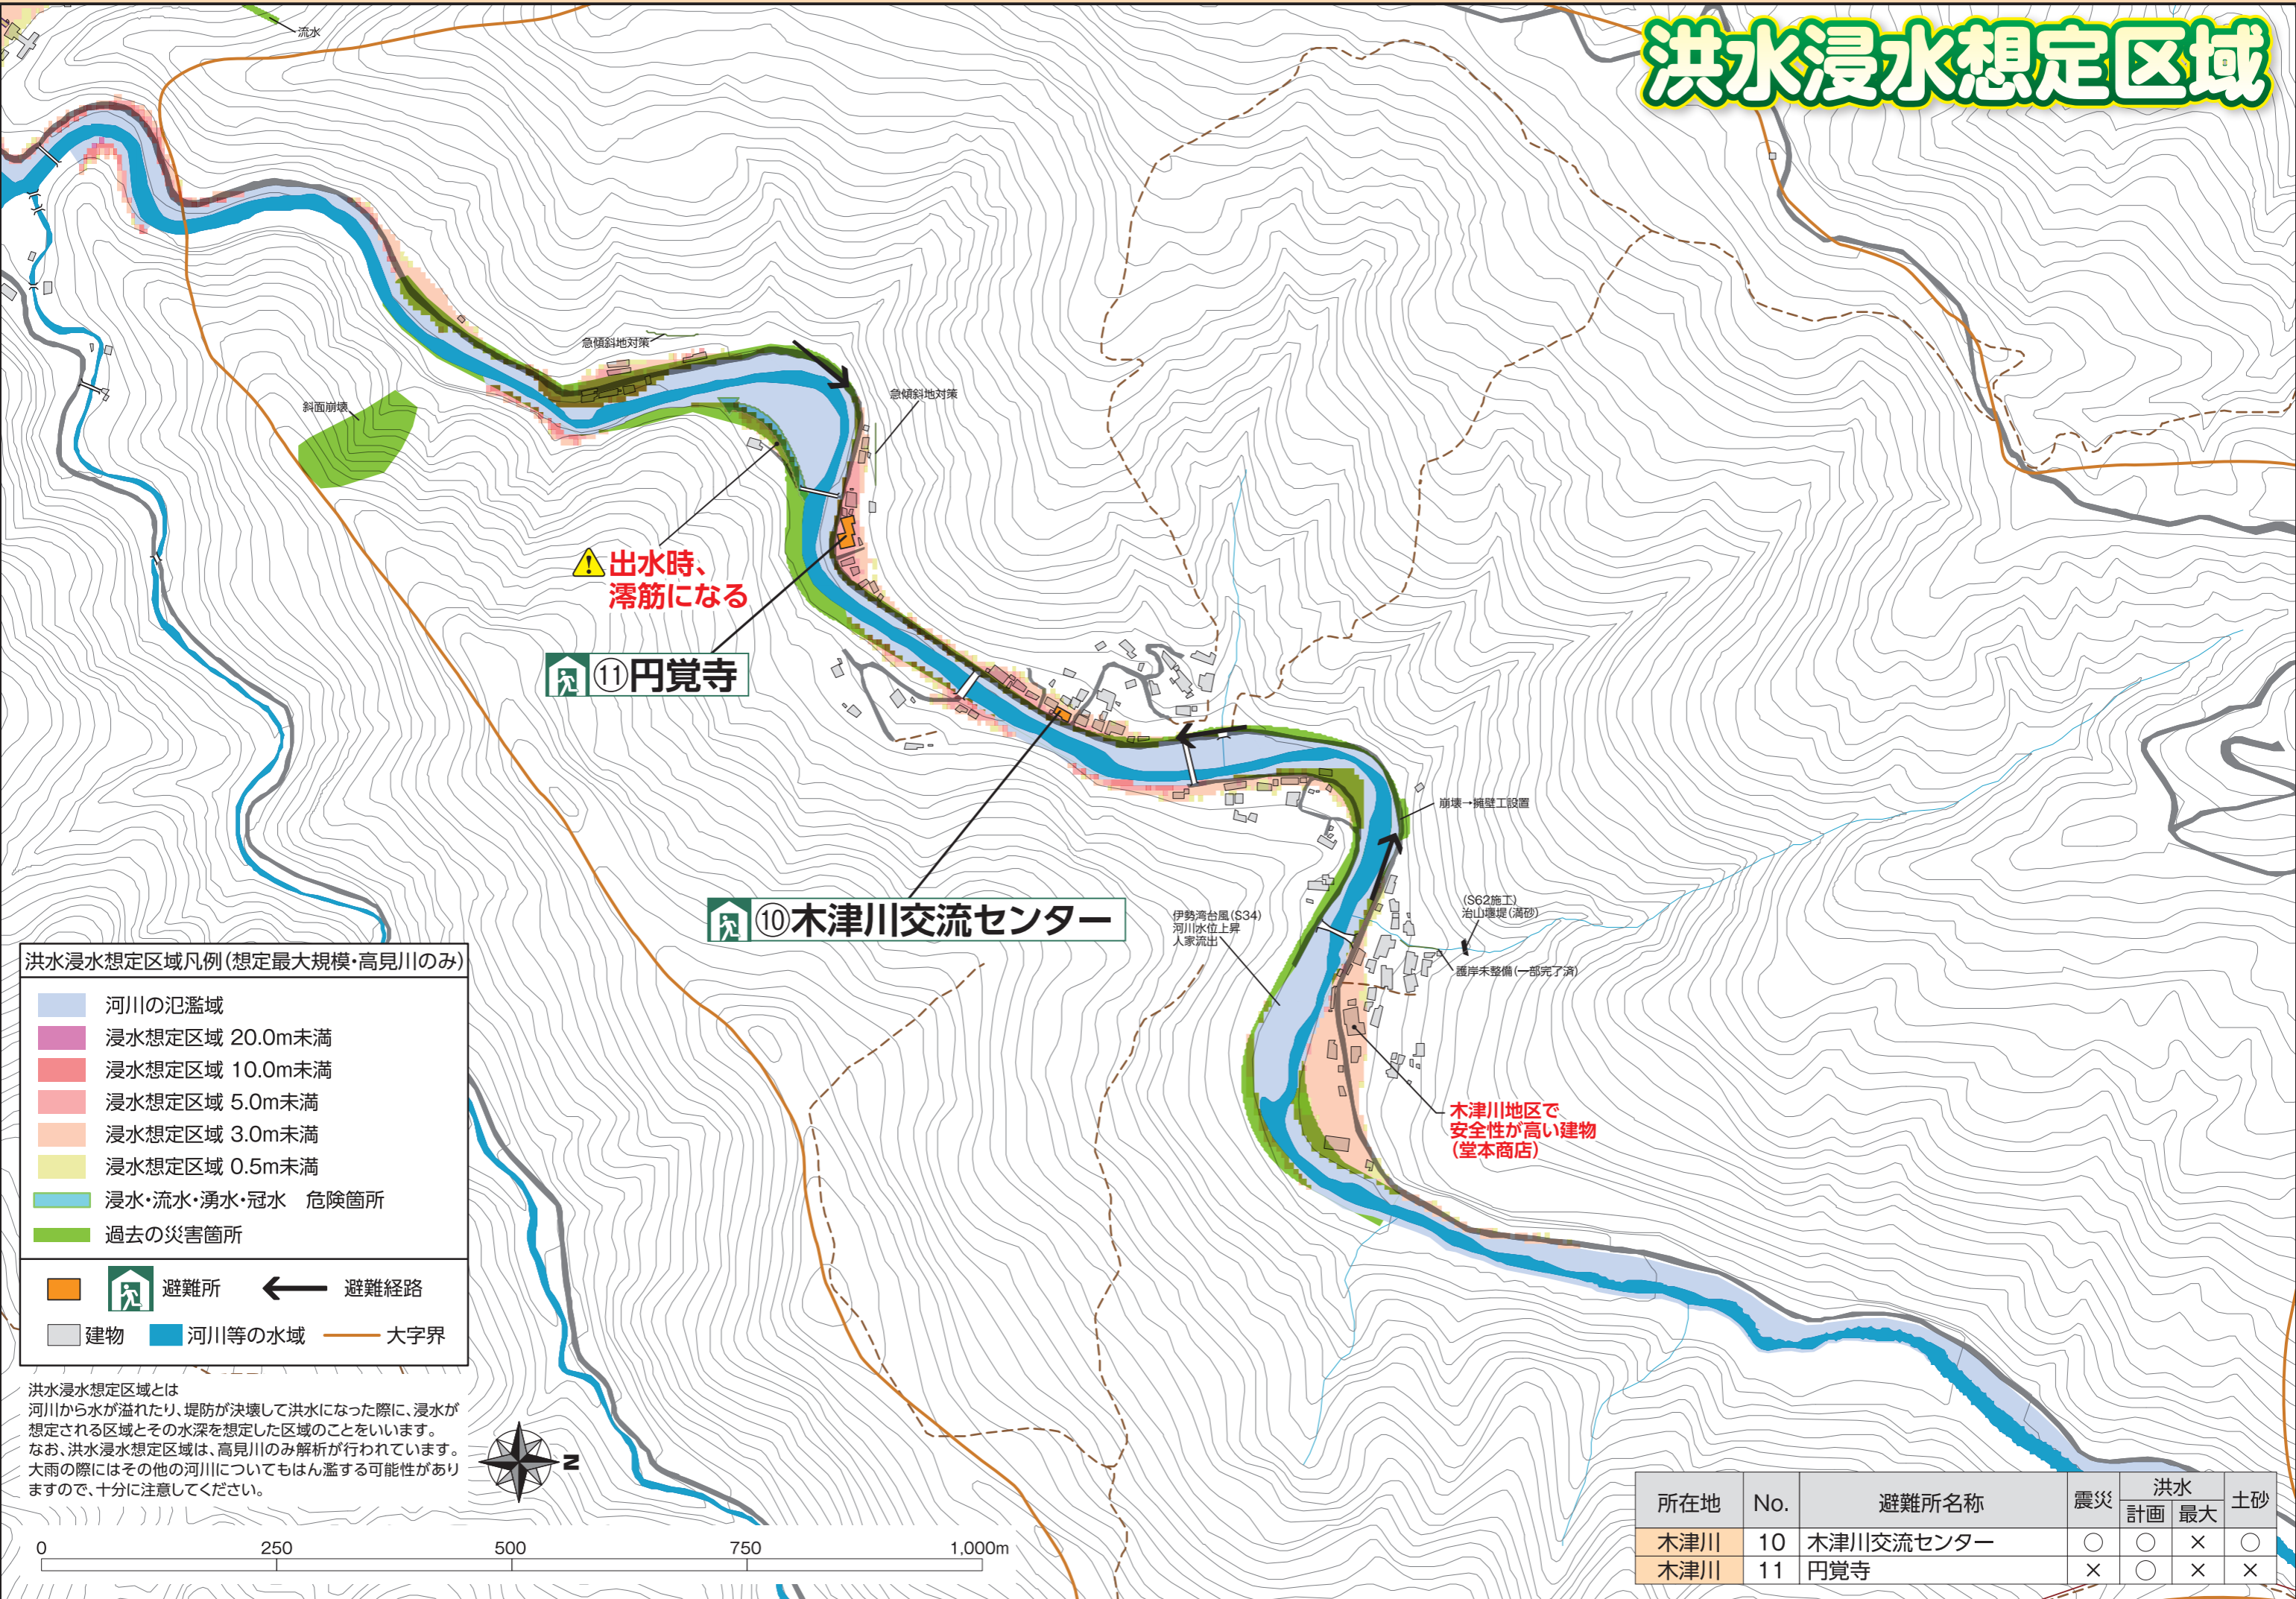 洪水浸水想定区域
流水
急傾斜地対策
急傾斜地対策
斜面崩壊
出水時、
澪筋になる
⑪円覚寺
崩壊→擁壁工設置
⑩木津川交流センター
伊勢湾台風(S34)
河川水位上昇
人家流出
(S62施工)
治山堰堤(満砂)
護岸未整備(一部完了済)
木津川地区で
安全性が高い建物
(堂本商店)
洪水浸水想定区域凡例(想定最大規模・高見川のみ)
河川の氾濫域
浸水想定区域 20.0m未満
浸水想定区域 10.0m未満
浸水想定区域 5.0m未満
浸水想定区域 3.0m未満
浸水想定区域 0.5m未満
浸水・流水・湧水・冠水　危険箇所
過去の災害箇所
避難所 避難経路
建物 河川等の水域 大字界
洪水浸水想定区域とは
河川から水が溢れたり、堤防が決壊して洪水になった際に、浸水が
想定される区域とその水深を想定した区域のことをいいます。
なお、洪水浸水想定区域は、高見川のみ解析が行われています。
大雨の際にはその他の河川についてもはん濫する可能性があり
ますので、十分に注意してください。
N
0 250 500 750 1,000m
所在地 No. 避難所名称 震災 洪水 土砂
計画 最大
木津川 10 木津川交流センター ○ ○ × ○
木津川 11 円覚寺 × ○ × ×